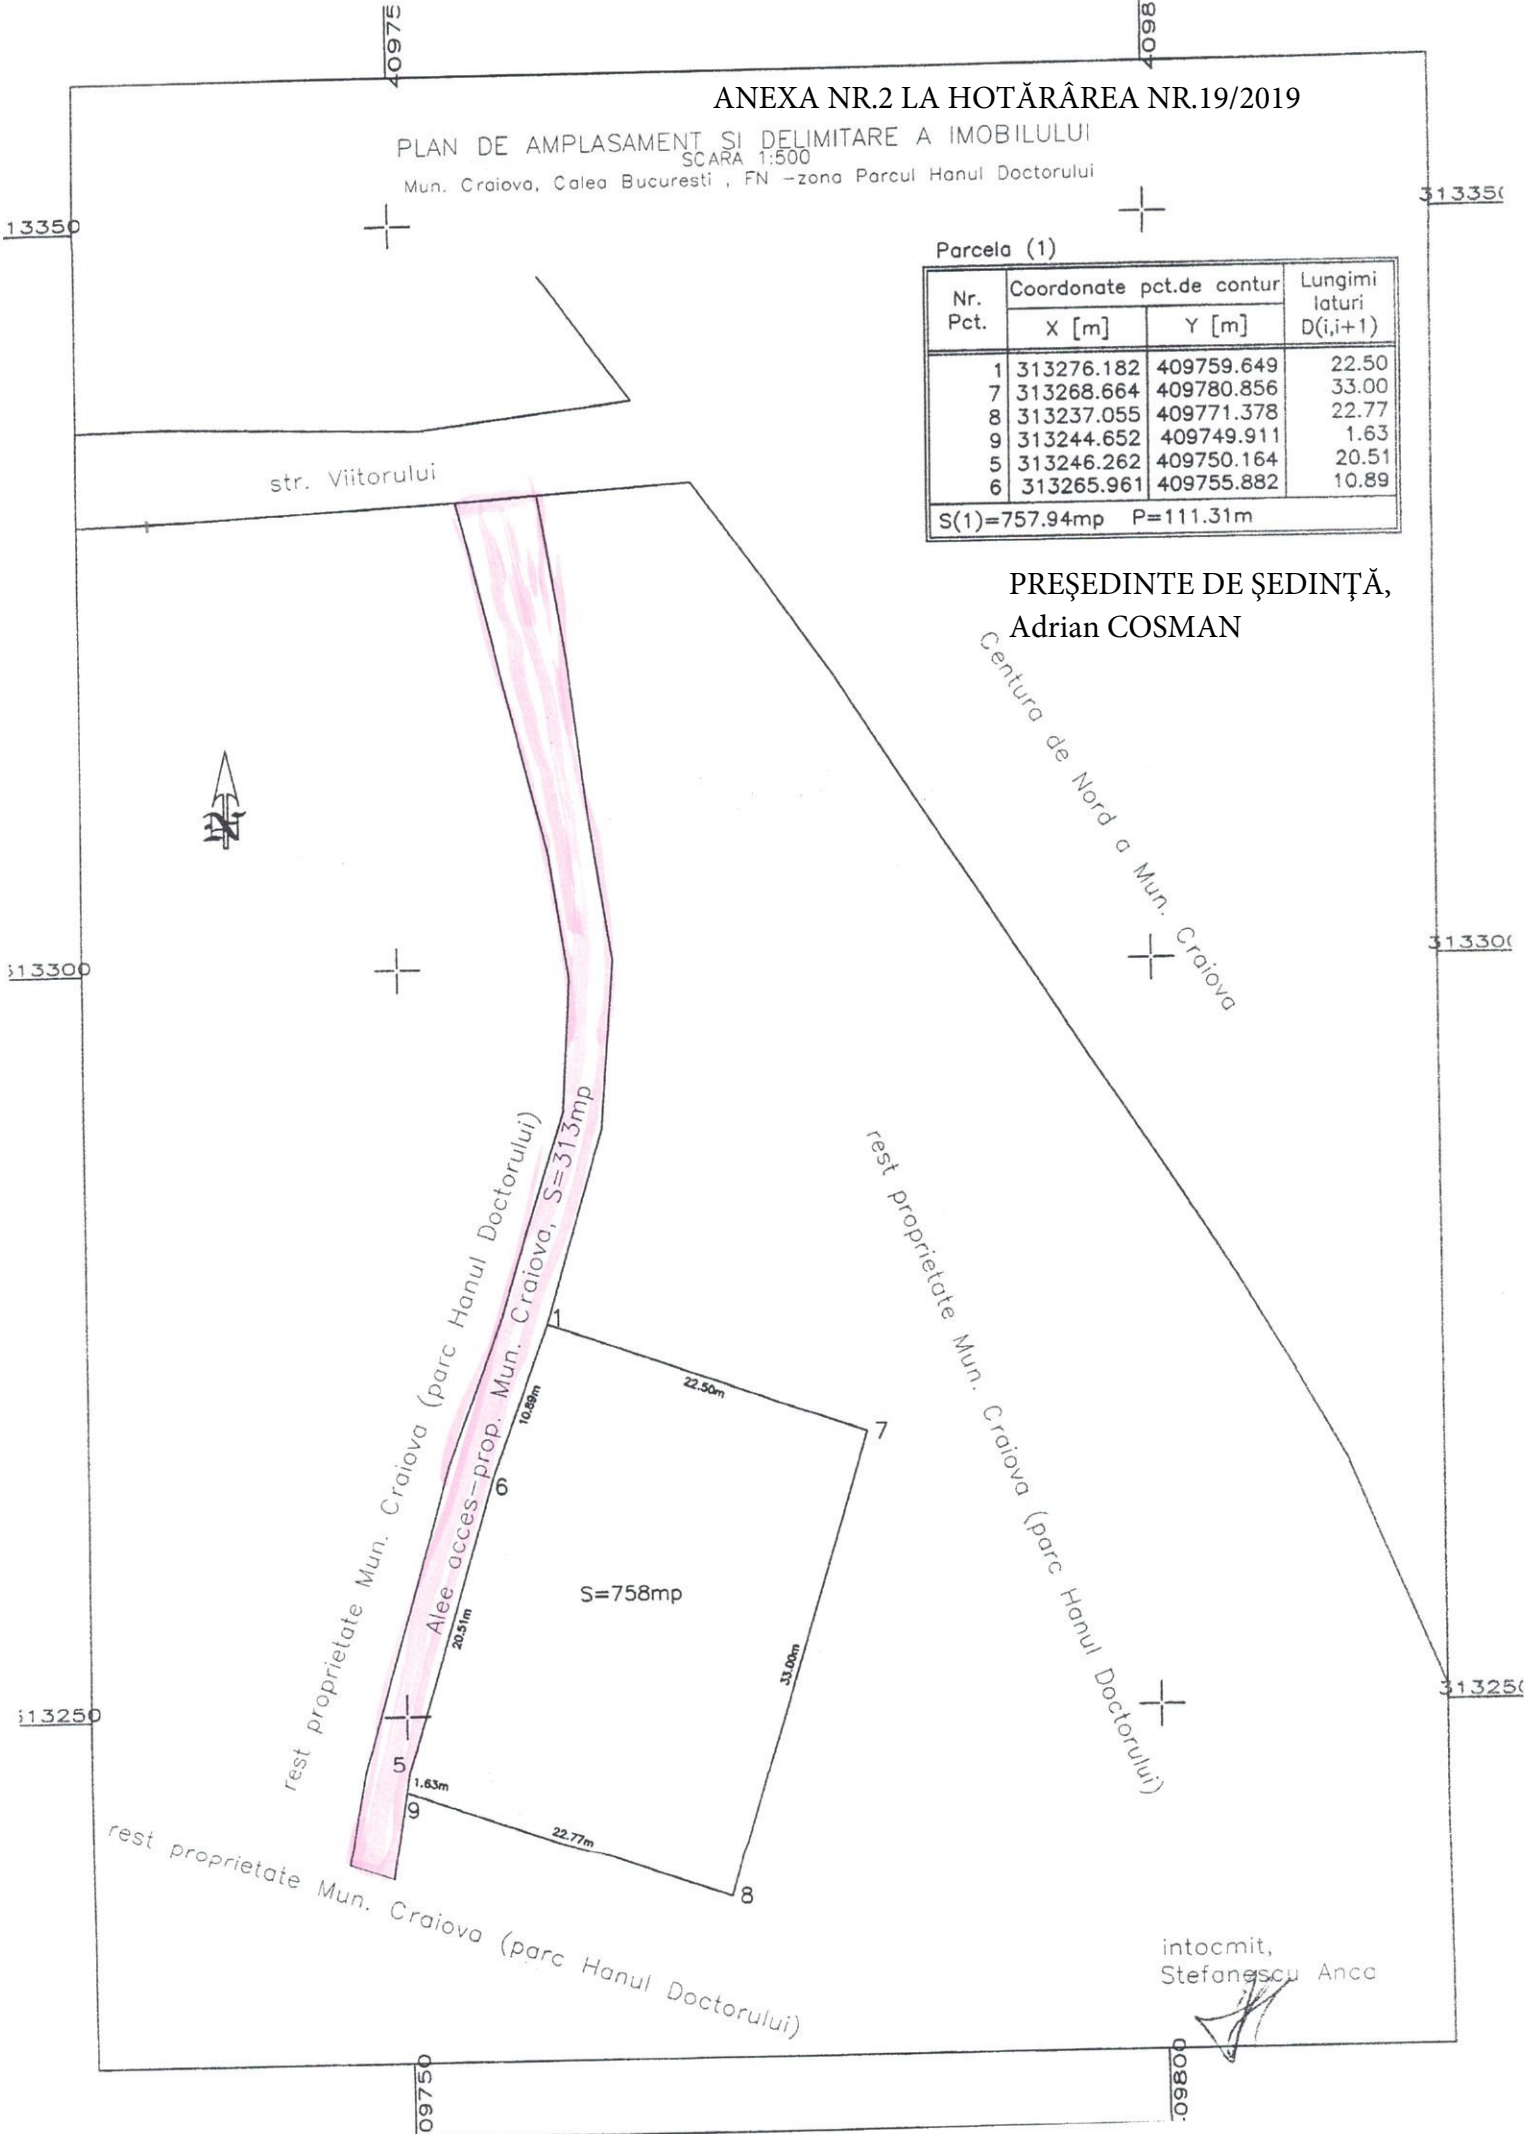 40975
4098
ANEXA NR.2 LA HOTĂRÂREA NR.19/2019
PLAN DE AMPLASAMENT SI DELIMITARE A IMOBILULUI
SCARA 1:500
Mun. Craiova, Calea Bucuresti , FN -zona Parcul Hanul Doctorului
13350
31335
Parcela (1)
Nr. Pct. Coordonate pct.de contur Lungimi laturi D(i,i+1)
X [m] Y [m]
1 313276.182 409759.649 22.50
7 313268.664 409780.856 33.00
8 313237.055 409771.378 22.77
9 313244.652 409749.911 1.63
5 313246.262 409750.164 20.51
6 313265.961 409755.882 10.89
S(1)=757.94mp P=111.31m
str. Viitorului
PREŞEDINTE DE ŞEDINŢĂ,
Adrian COSMAN
Centura de Nord a Mun. Craiova
N
313300
31330
rest proprietate Mun. Craiova (parc Hanul Doctorului)
Alee acces-prop. Mun. Craiova, S=313mp
rest proprietate Mun. Craiova (parc Hanul Doctorului)
1
22.50m
7
10.89m
6
S=758mp
20.51m
33.00m
313250
31325
5
1.63m
9
22.77m
8
rest proprietate Mun. Craiova (parc Hanul Doctorului)
intocmit,
Stefanescu Anca
09750
09800